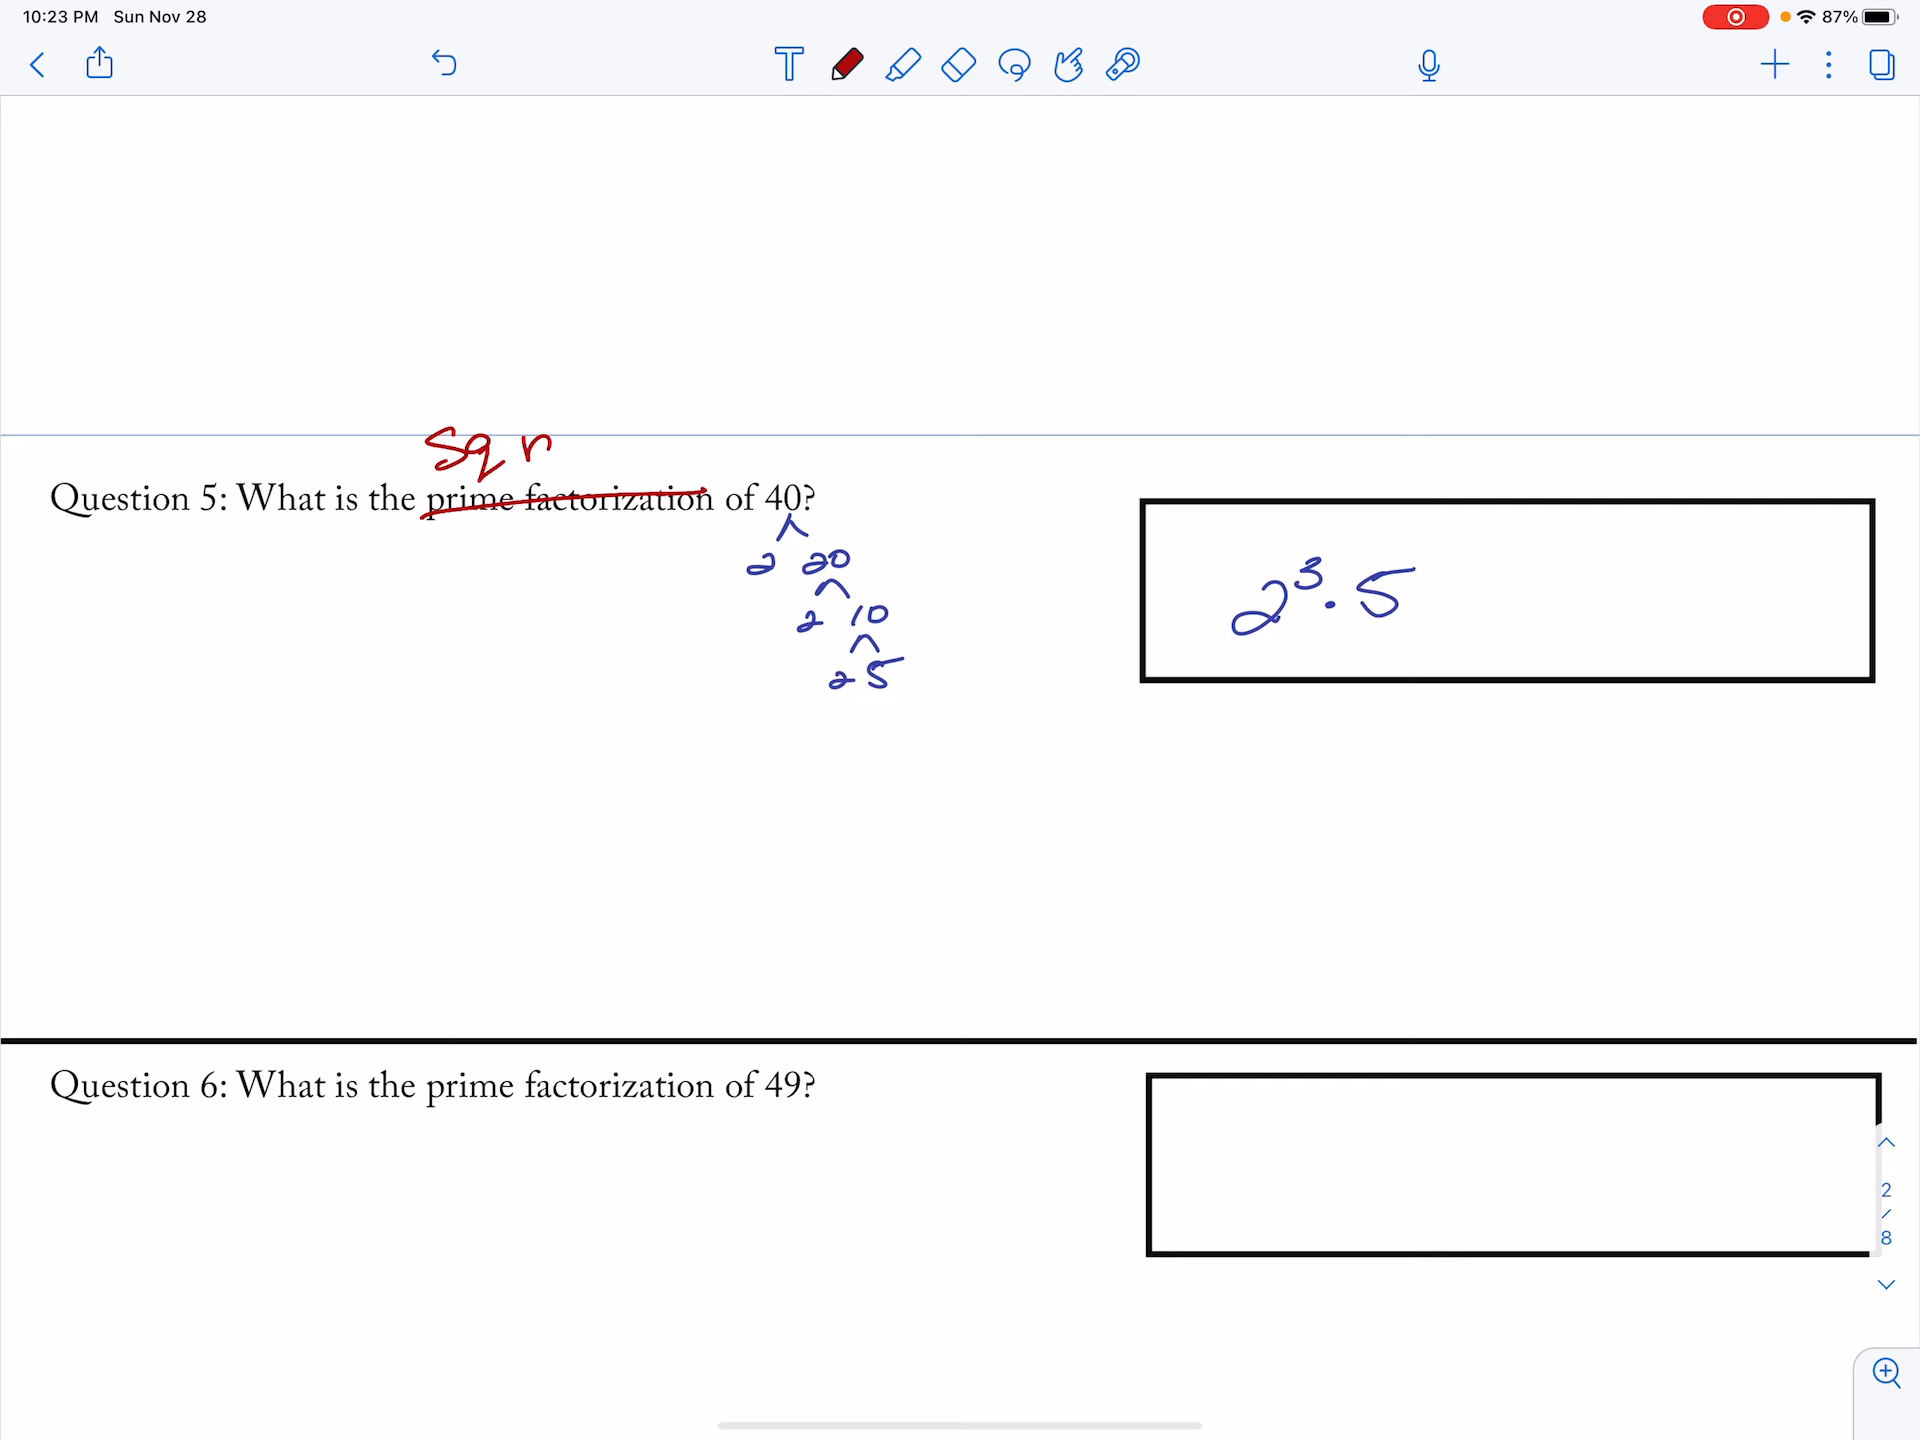 10:23 PM Sun Nov 28
87%
T
Sq r
Question 5: What is the prime factorization of 40?
2 20
2 10
2 5
2³ · 5
Question 6: What is the prime factorization of 49?
2
/
8